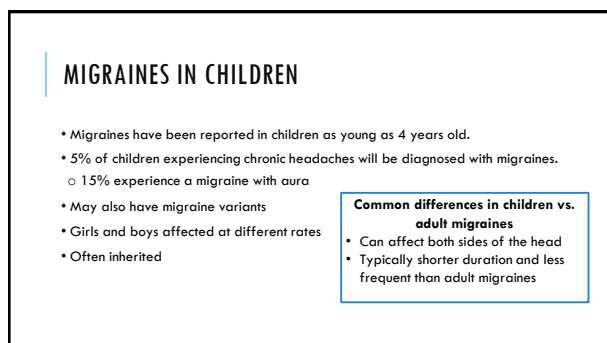 MIGRAINES IN CHILDREN
• Migraines have been reported in children as young as 4 years old.
• 5% of children experiencing chronic headaches will be diagnosed with migraines.
o 15% experience a migraine with aura
• May also have migraine variants
• Girls and boys affected at different rates
• Often inherited
Common differences in children vs.
adult migraines
• Can affect both sides of the head
• Typically shorter duration and less
frequent than adult migraines